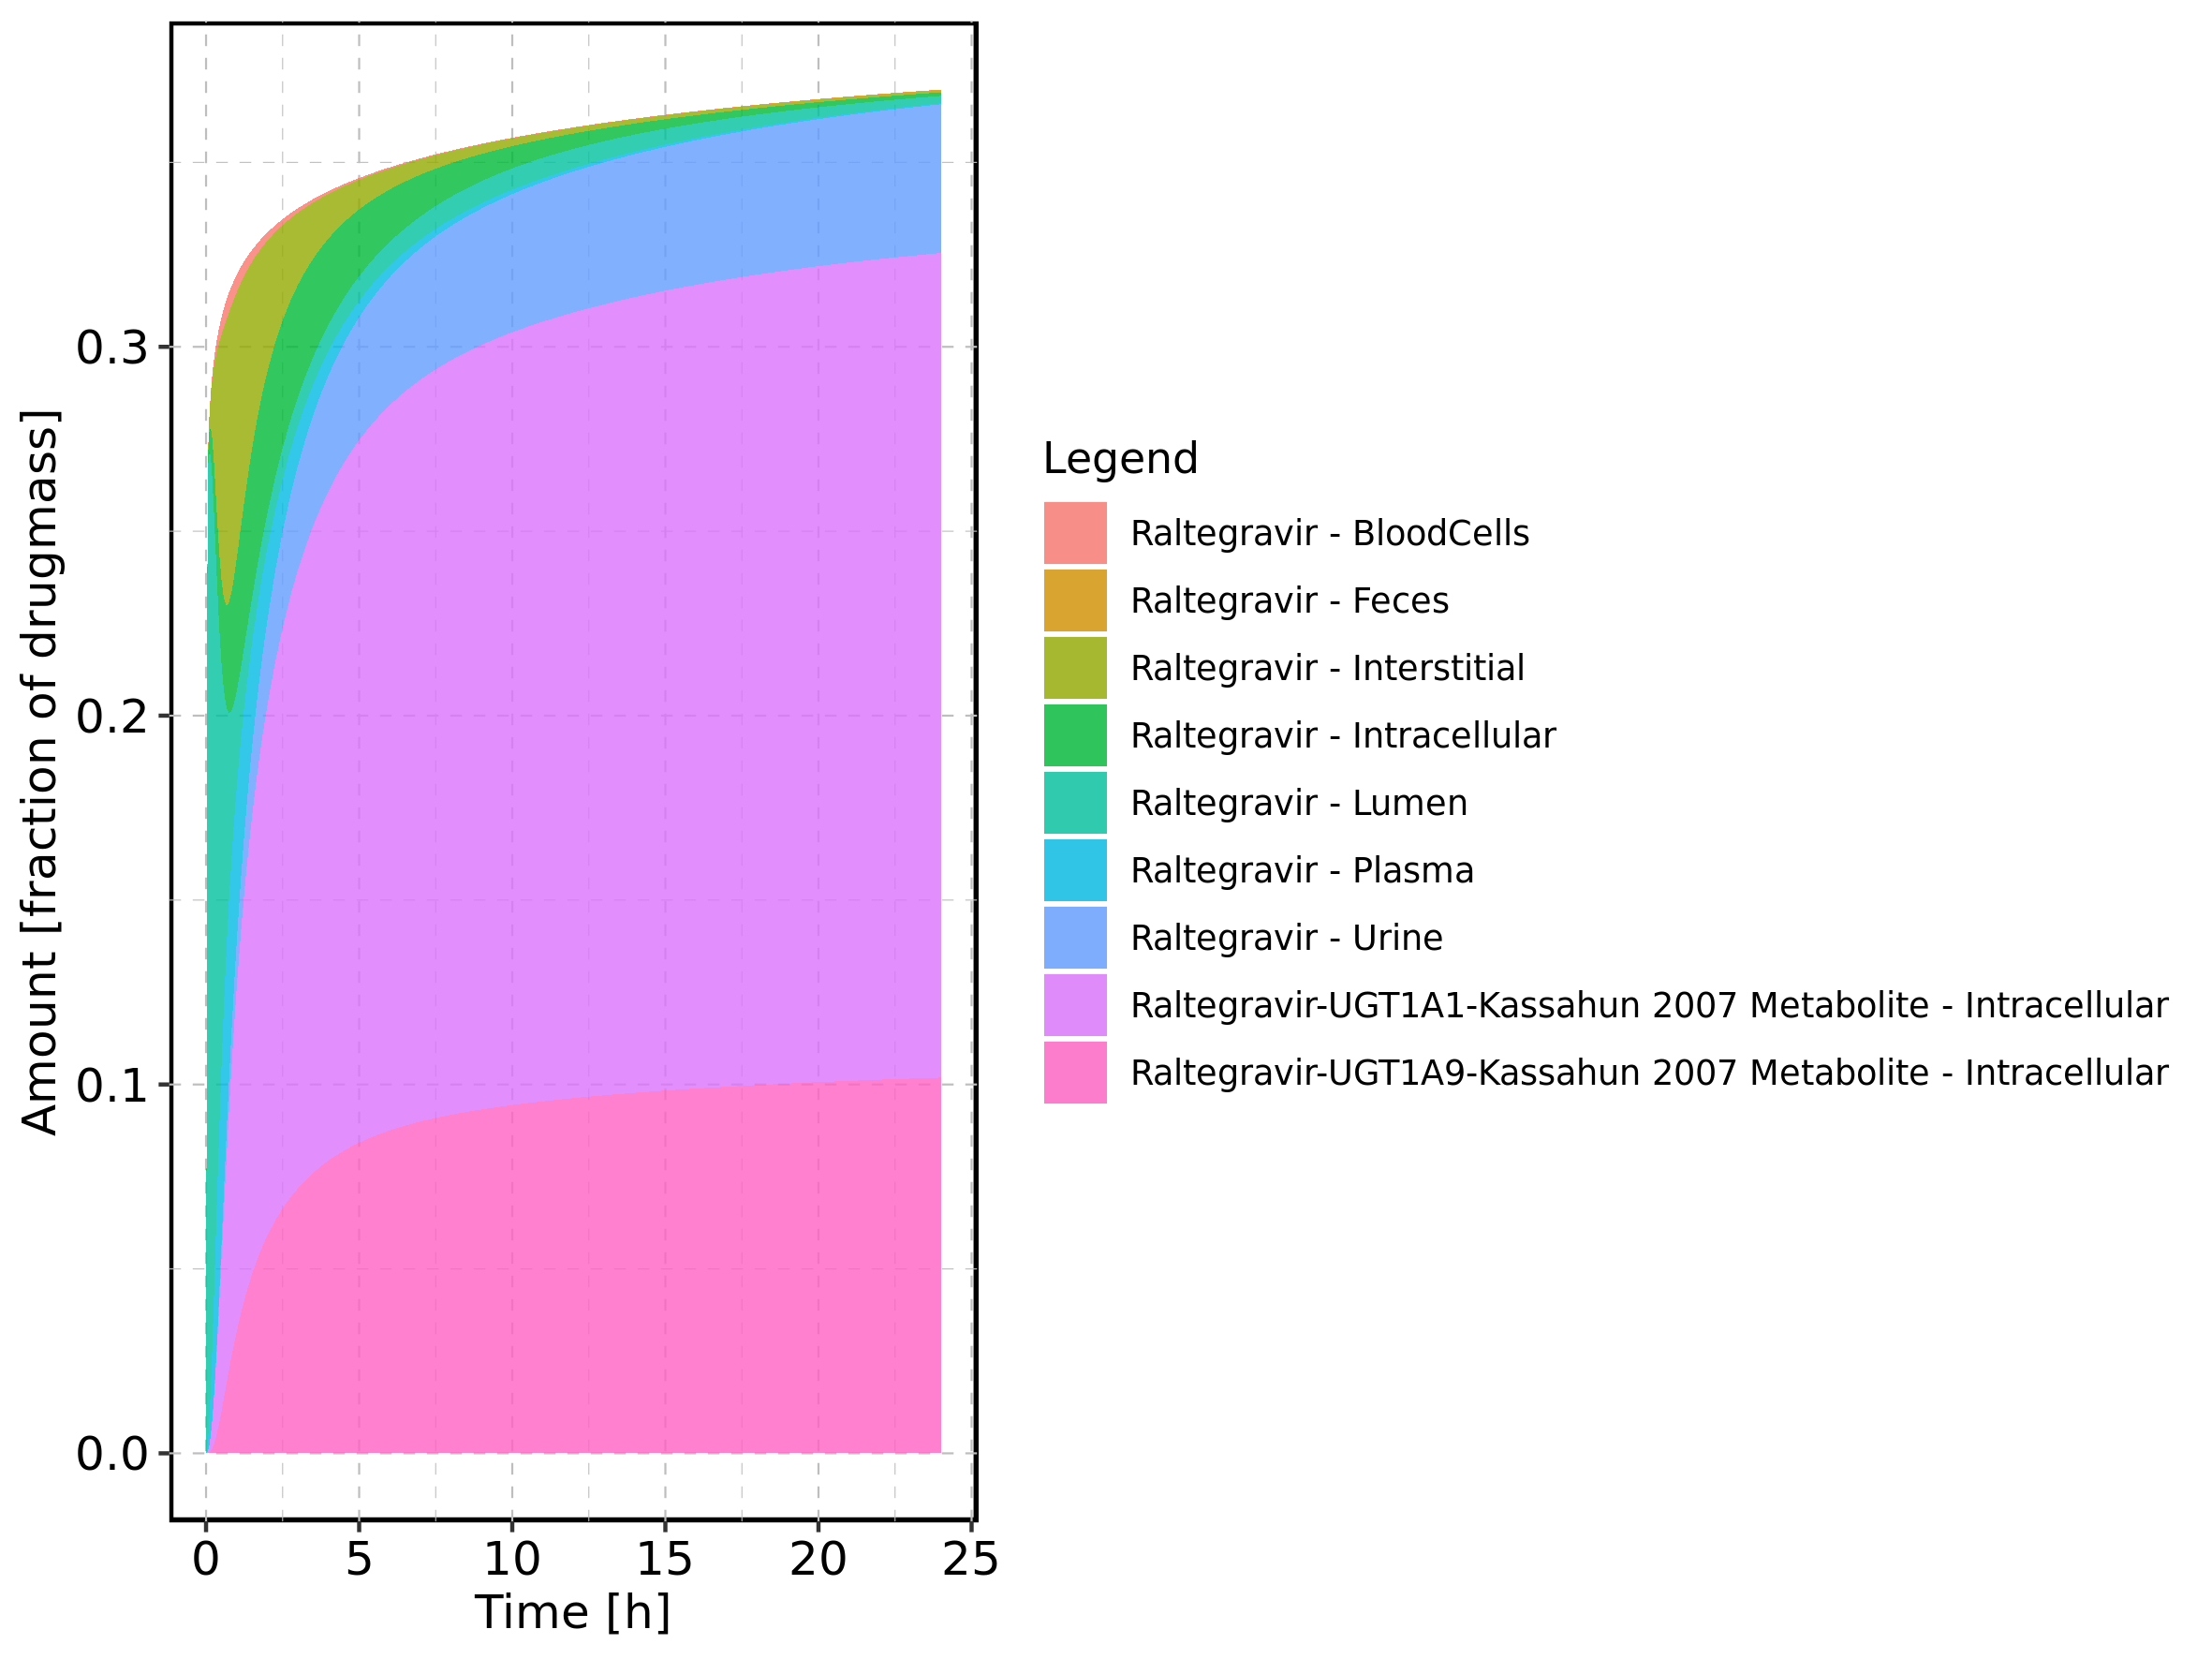 Amount [fraction of drugmass]
0.3
0.2
0.1
0.0
0 5 10 15 20 25
Time [h]
Legend
Raltegravir - BloodCells
Raltegravir - Feces
Raltegravir - Interstitial
Raltegravir - Intracellular
Raltegravir - Lumen
Raltegravir - Plasma
Raltegravir - Urine
Raltegravir-UGT1A1-Kassahun 2007 Metabolite - Intracellular
Raltegravir-UGT1A9-Kassahun 2007 Metabolite - Intracellular